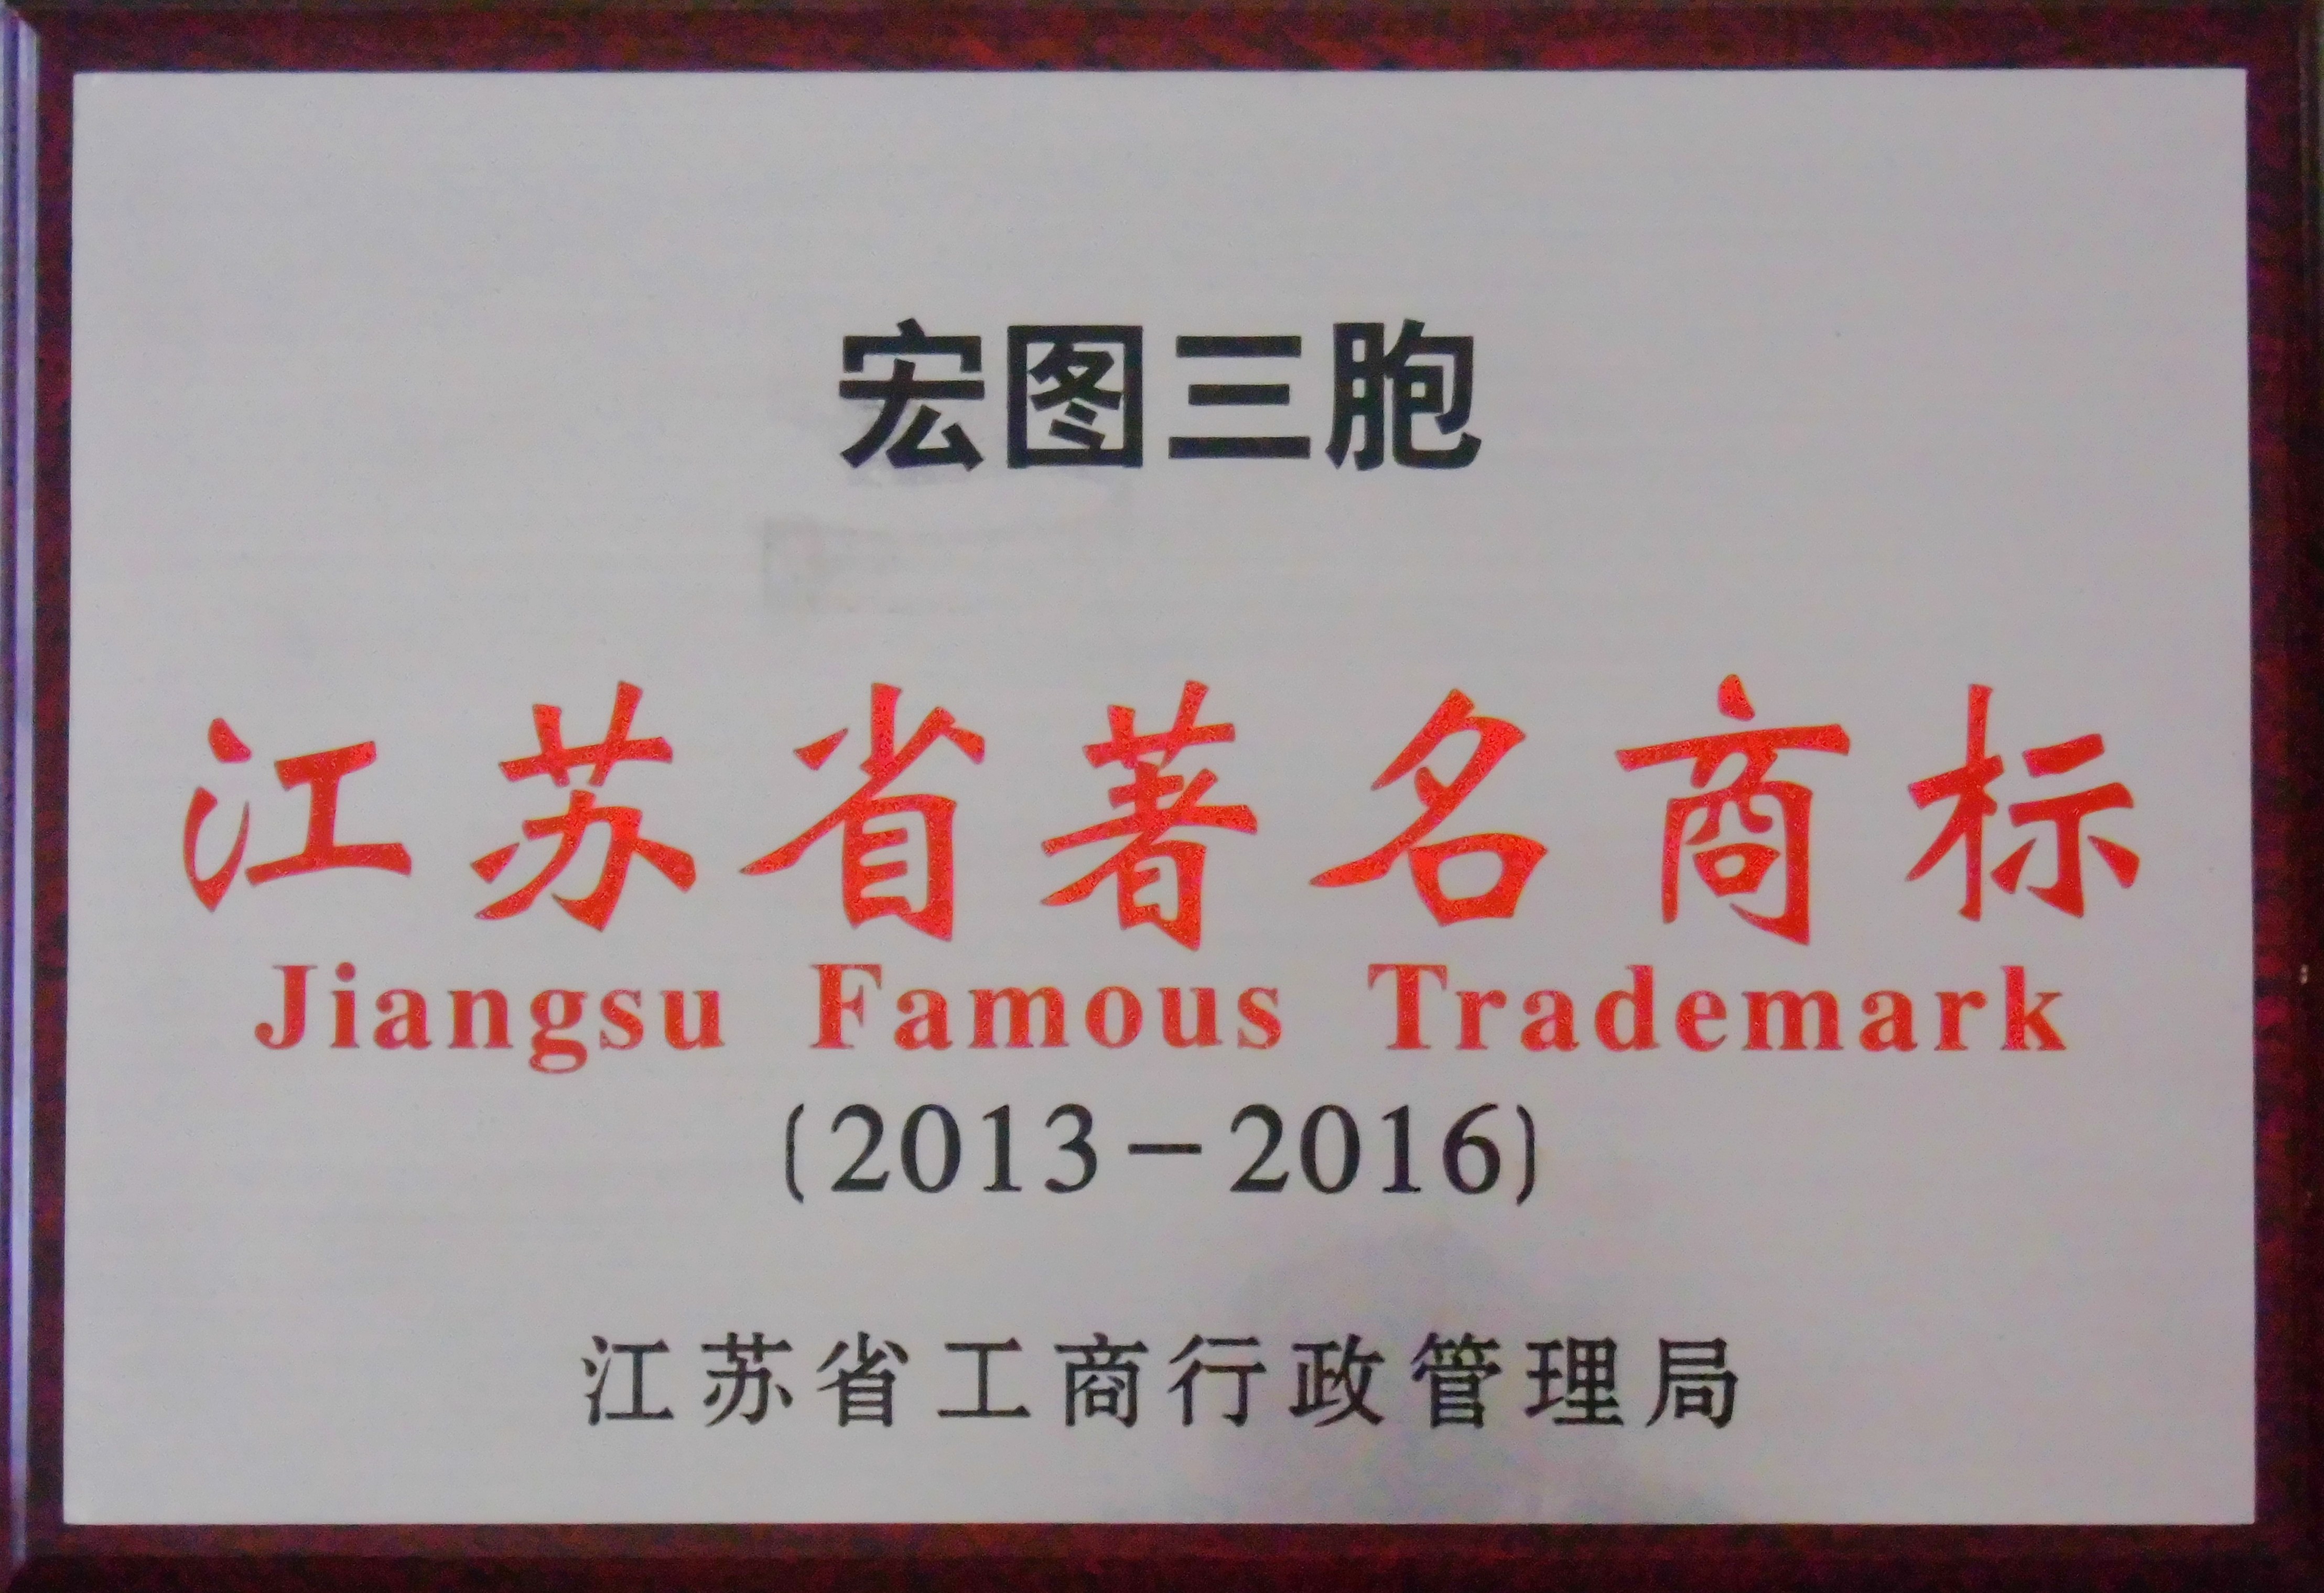 宏图三胞
江苏省著名商标
Jiangsu Famous Trademark
(2013-2016)
江苏省工商行政管理局